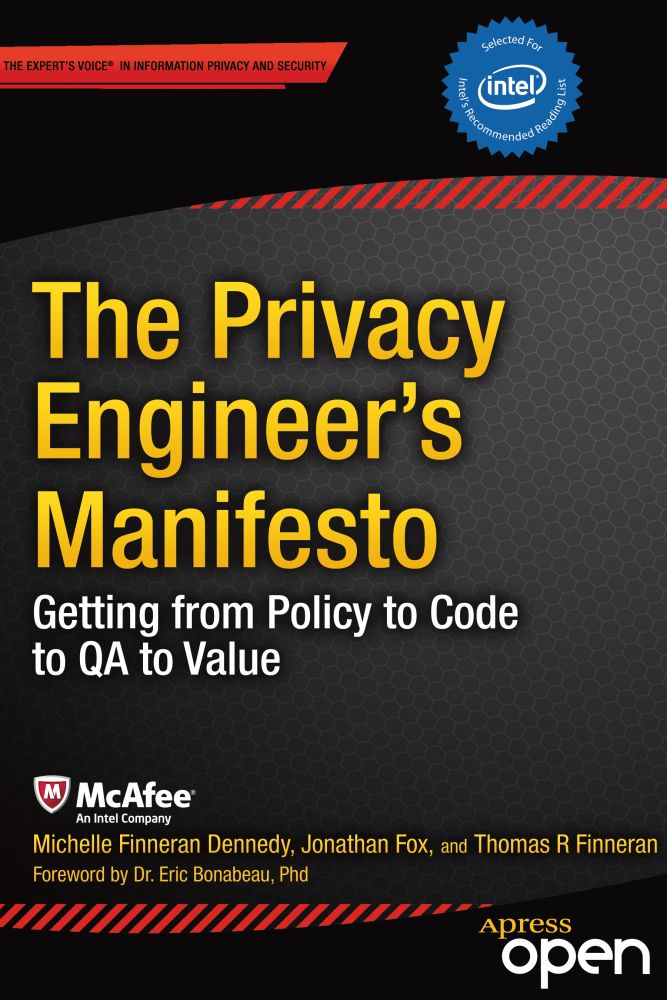 THE EXPERT'S VOICE® IN INFORMATION PRIVACY AND SECURITY
Selected For
intel®
Intel's Recommended Reading List
The Privacy
Engineer's
Manifesto
Getting from Policy to Code
to QA to Value
M
McAfee®
An Intel Company
Michelle Finneran Dennedy, Jonathan Fox, and Thomas R Finneran
Foreword by Dr. Eric Bonabeau, Phd
Apress
open